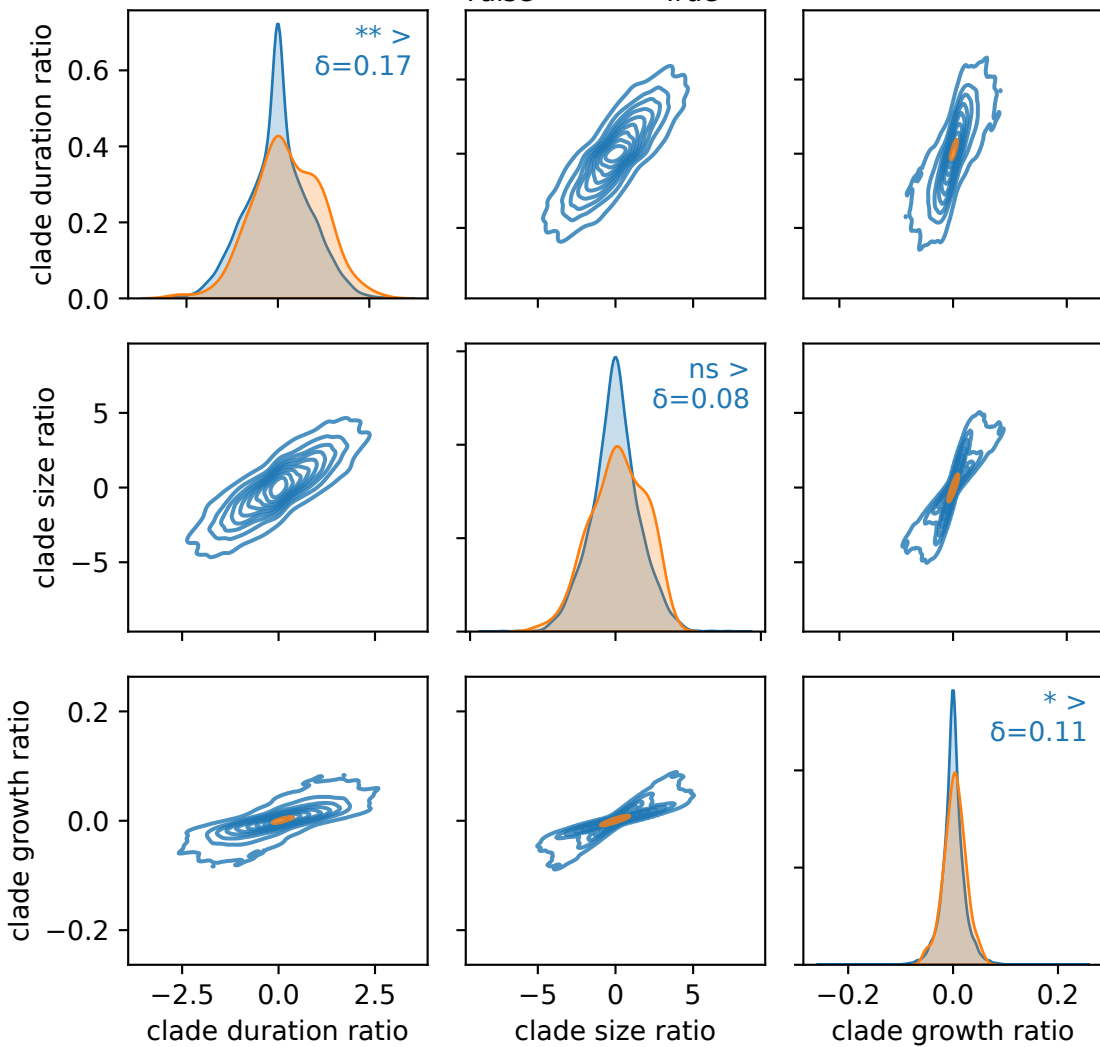 clade duration ratio
0.6
0.4
0.2
0.0
** >
δ=0.17
clade size ratio
5
0
−5
ns >
δ=0.08
clade growth ratio
0.2
0.0
−0.2
* >
δ=0.11
−2.5 0.0 2.5
clade duration ratio
−5 0 5
clade size ratio
−0.2 0.0 0.2
clade growth ratio